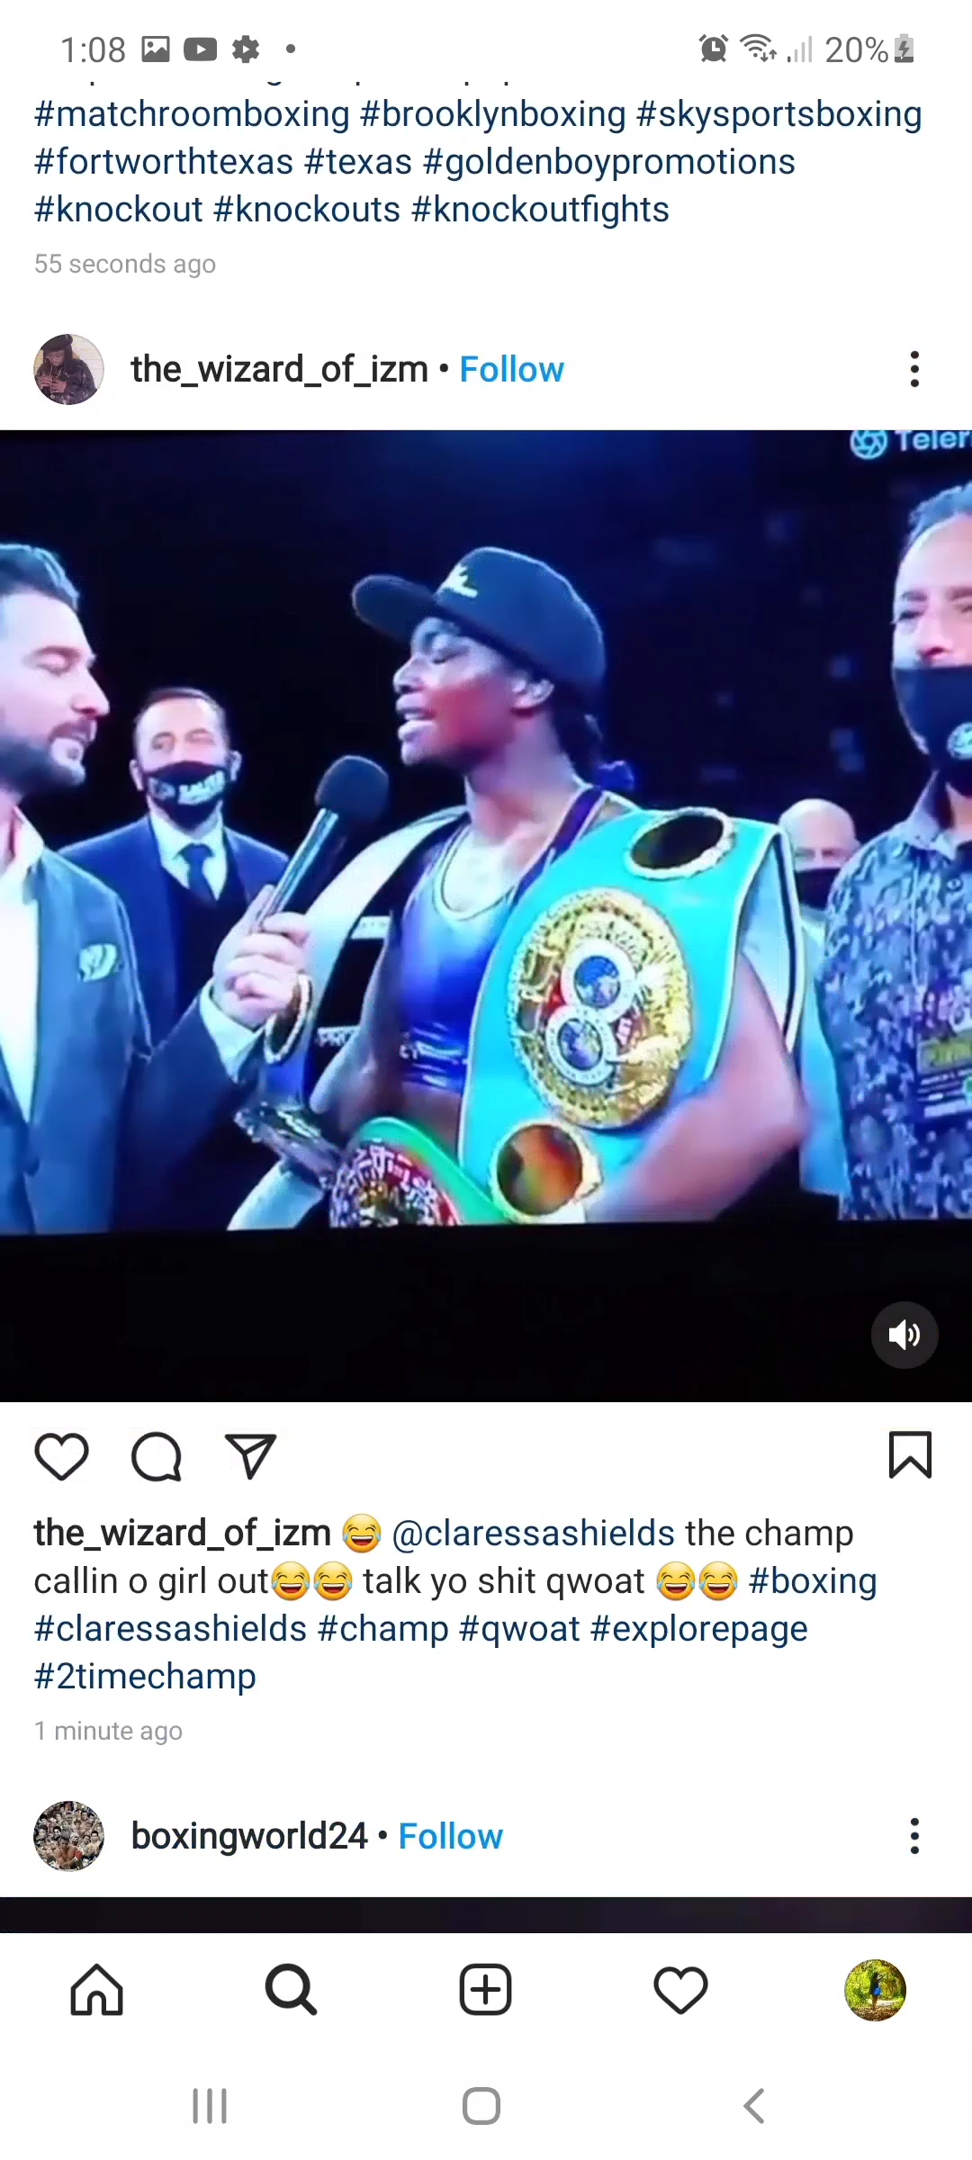 1:08
20%
#matchroomboxing #brooklynboxing #skysportsboxing
#fortworthtexas #texas #goldenboypromotions
#knockout #knockouts #knockoutfights
55 seconds ago
the_wizard_of_izm • Follow
the_wizard_of_izm 😂 @claressashields the champ
callin o girl out😂😂 talk yo shit qwoat 😂😂 #boxing
#claressashields #champ #qwoat #explorepage
#2timechamp
1 minute ago
boxingworld24 • Follow